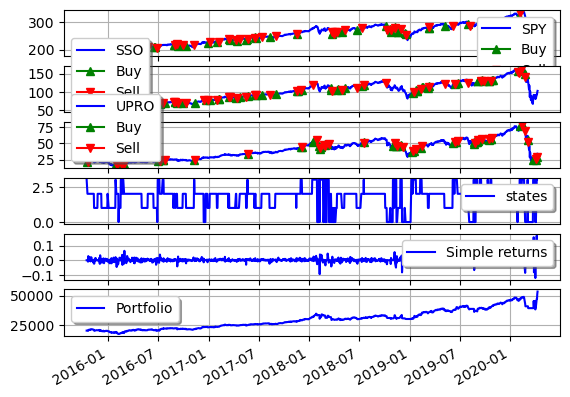 300
200
SPY
Buy
SSO
Buy
Sell
150
100
50
UPRO
Buy
Sell
75
50
25
2.5
0.0
states
0.1
0.0
−0.1
Simple returns
50000
25000
Portfolio
2016-01
2016-07
2017-01
2017-07
2018-01
2018-07
2019-01
2019-07
2020-01